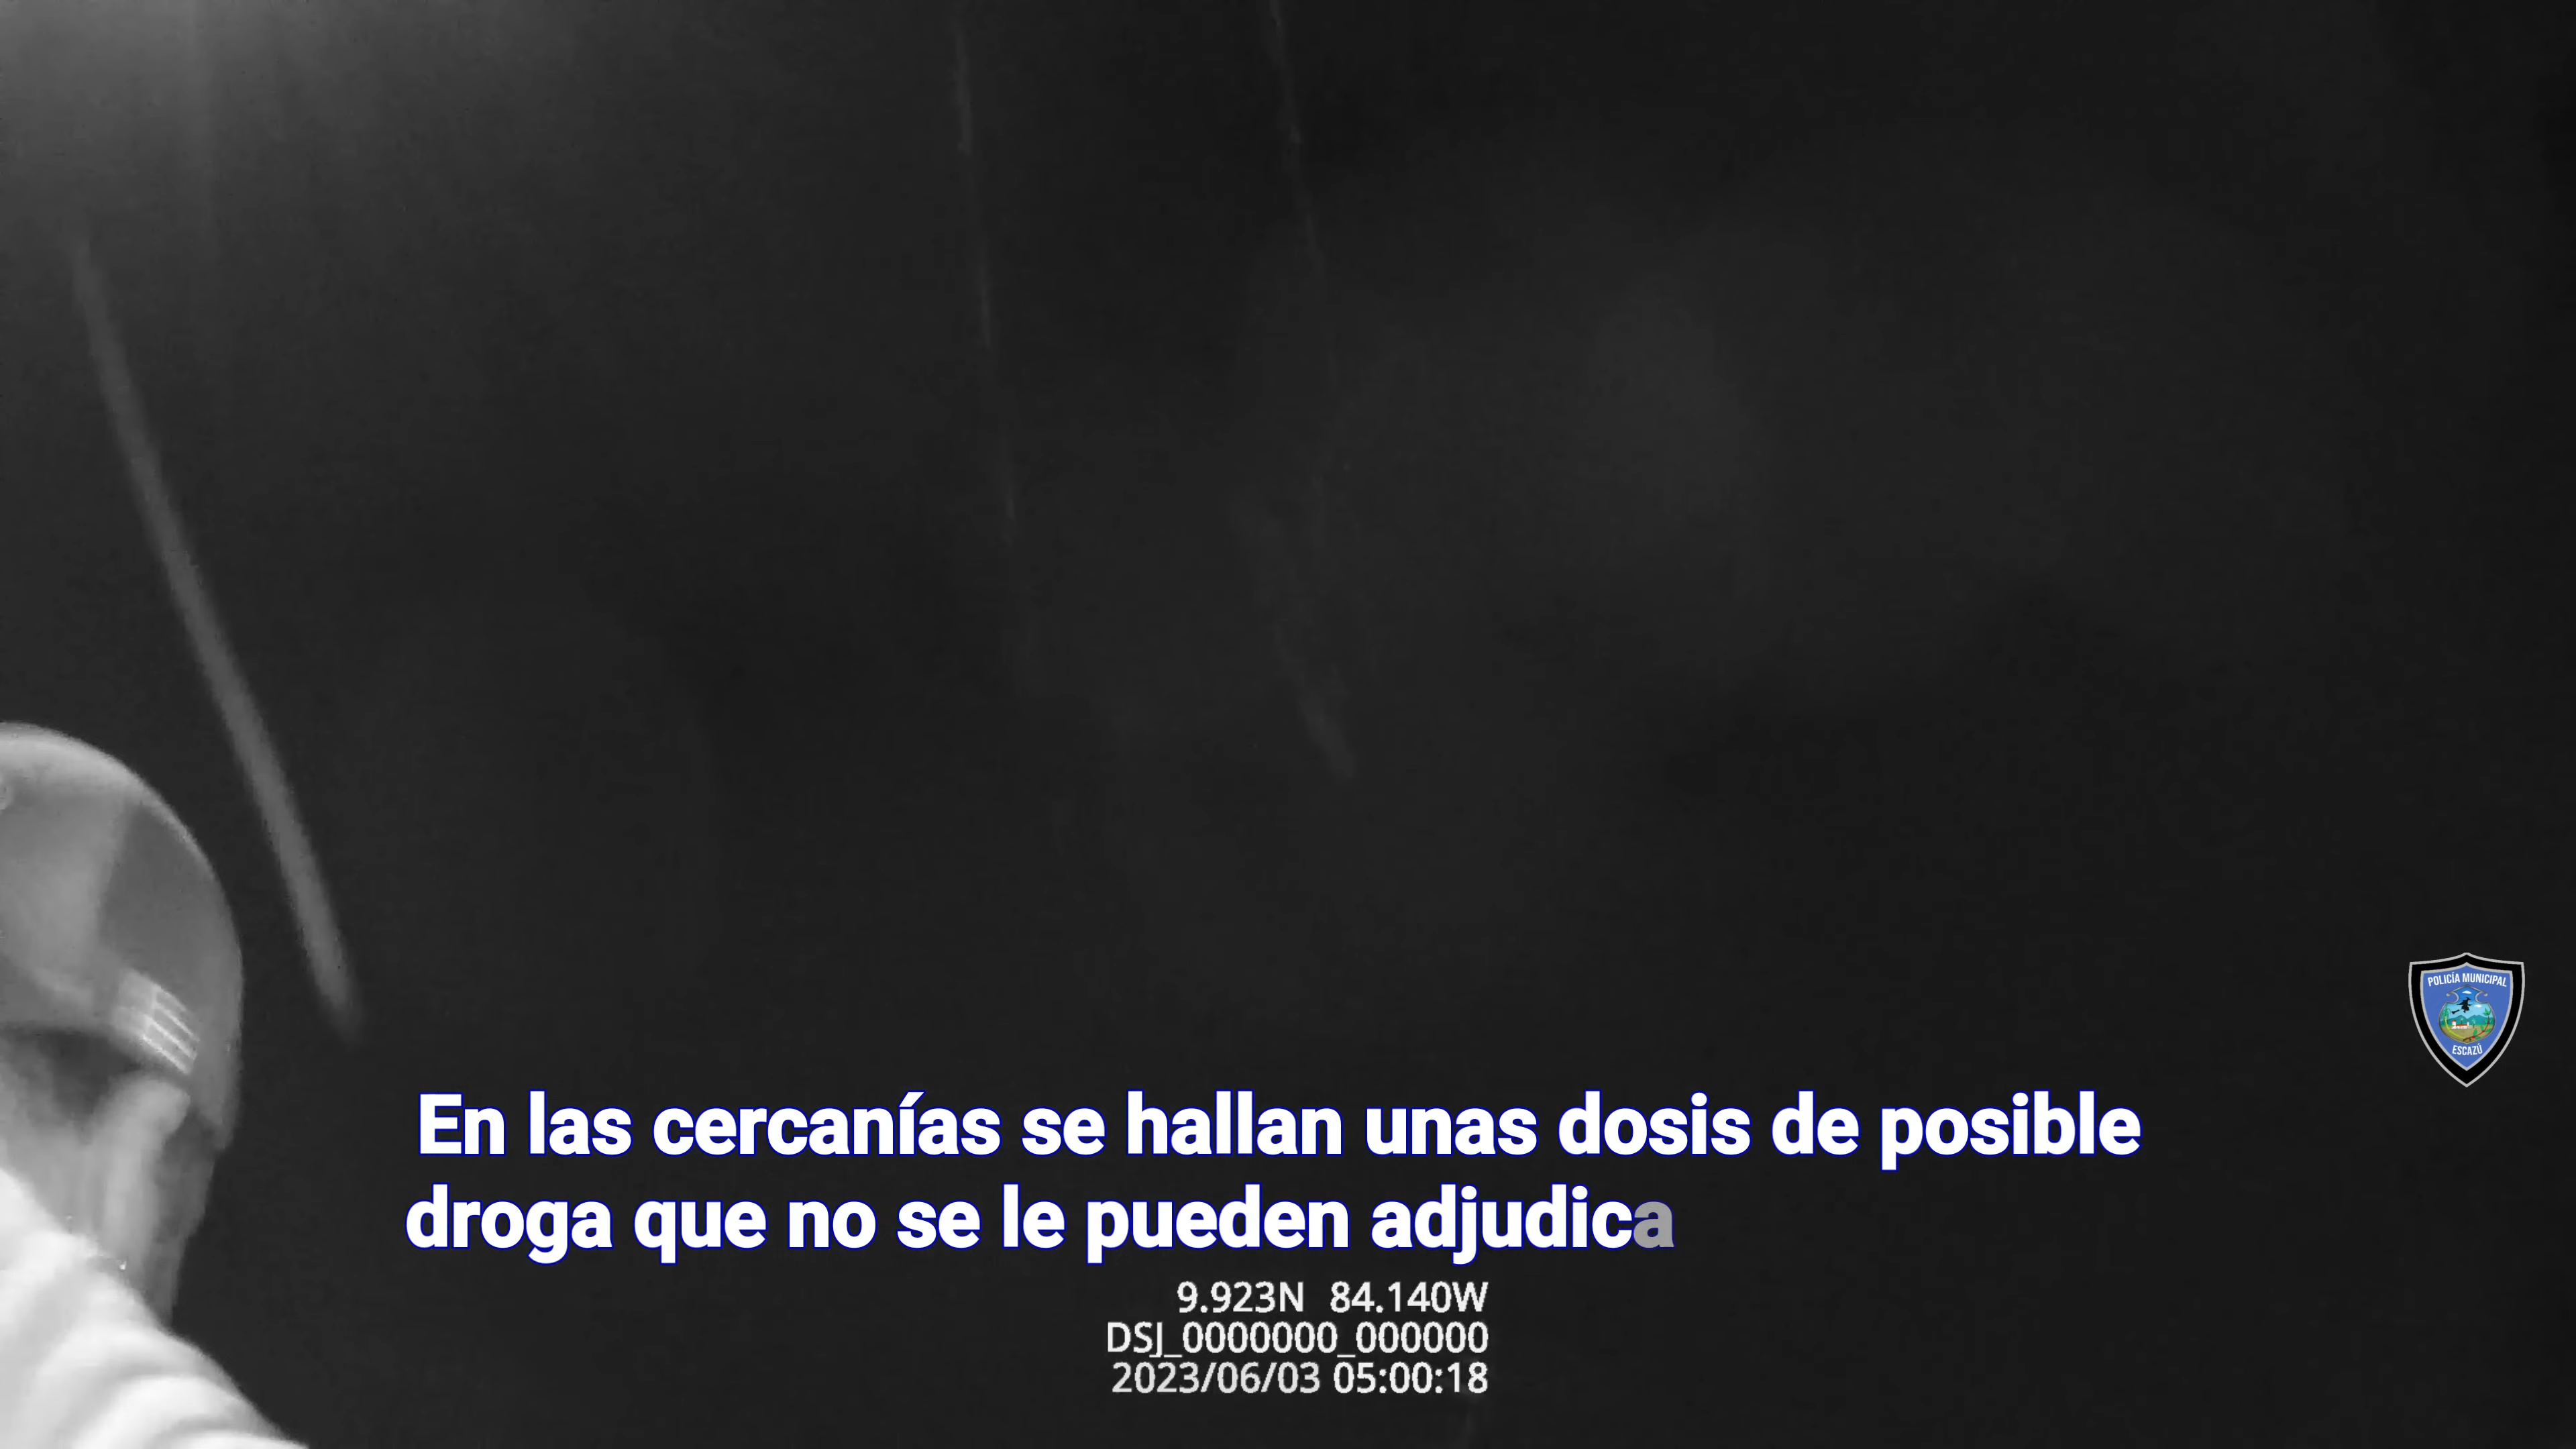 POLICÍA MUNICIPAL
ESCAZÚ
En las cercanías se hallan unas dosis de posible
droga que no se le pueden adjudica
9.923N 84.140W
DSJ_0000000_000000
2023/06/03 05:00:18